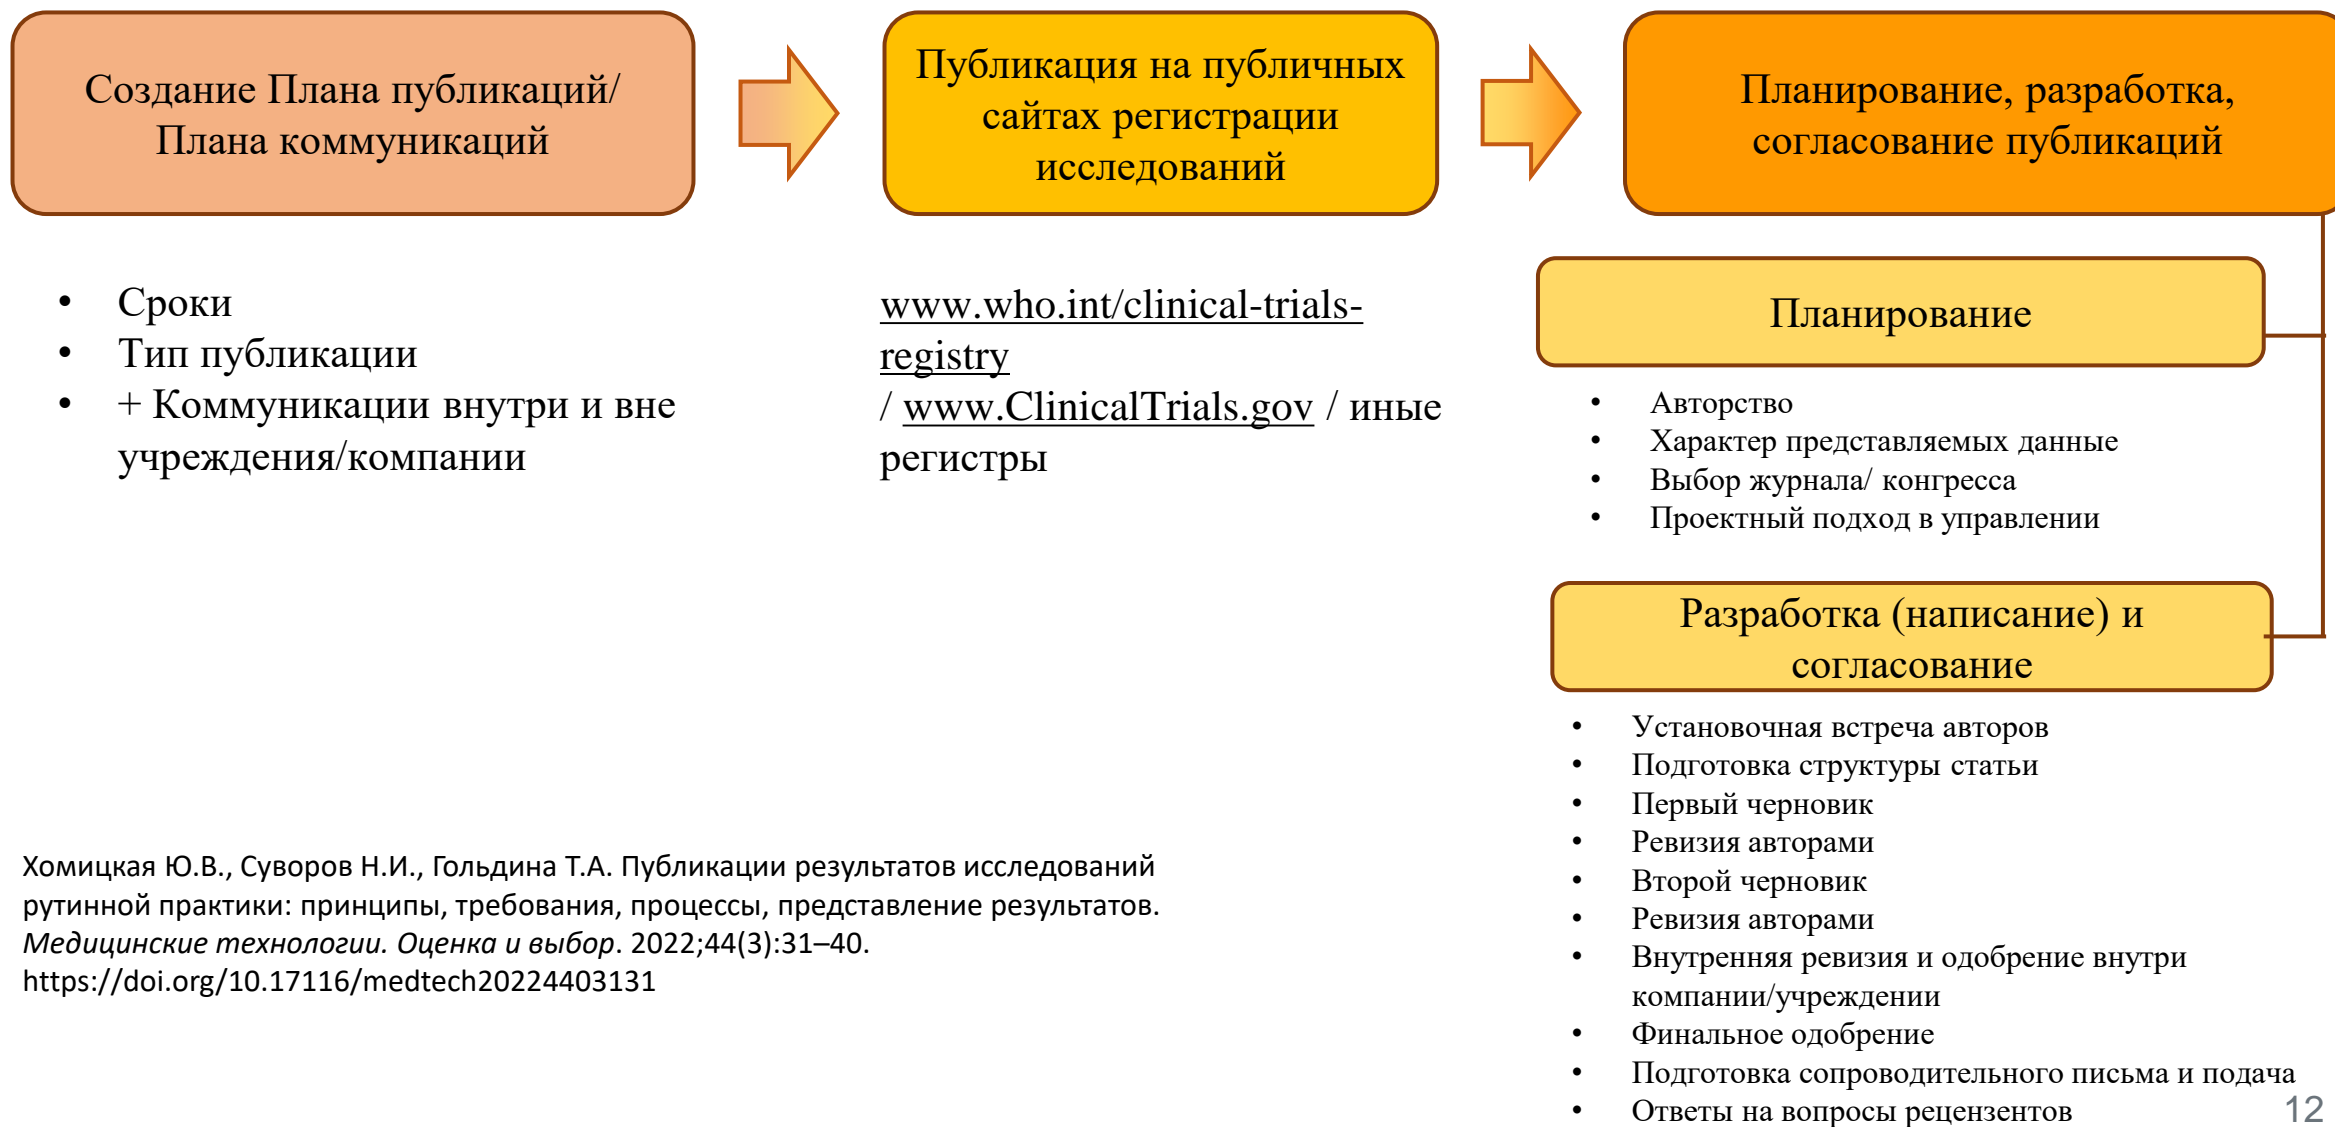 Создание Плана публикаций/
Плана коммуникаций
Публикация на публичных
сайтах регистрации
исследований
Планирование, разработка,
согласование публикаций
• Сроки
• Тип публикации
• + Коммуникации внутри и вне
учреждения/компании
www.who.int/clinical-trials-
registry
/ www.ClinicalTrials.gov / иные
регистры
Планирование
• Авторство
• Характер представляемых данные
• Выбор журнала/ конгресса
• Проектный подход в управлении
Разработка (написание) и
согласование
• Установочная встреча авторов
• Подготовка структуры статьи
• Первый черновик
• Ревизия авторами
• Второй черновик
• Ревизия авторами
• Внутренняя ревизия и одобрение внутри
компании/учреждении
• Финальное одобрение
• Подготовка сопроводительного письма и подача
• Ответы на вопросы рецензентов
Хомицкая Ю.В., Суворов Н.И., Гольдина Т.А. Публикации результатов исследований
рутинной практики: принципы, требования, процессы, представление результатов.
Медицинские технологии. Оценка и выбор. 2022;44(3):31–40.
https://doi.org/10.17116/medtech20224403131
12